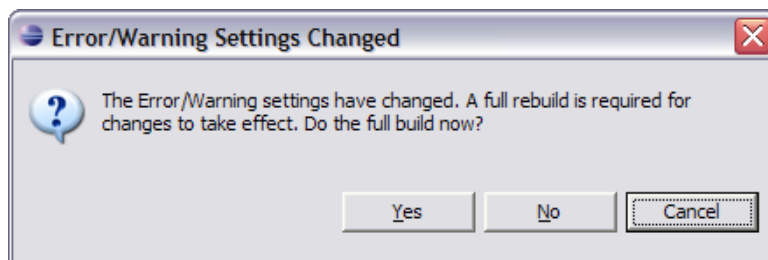 Error/Warning Settings Changed
The Error/Warning settings have changed. A full rebuild is required for
changes to take effect. Do the full build now?
Yes No Cancel